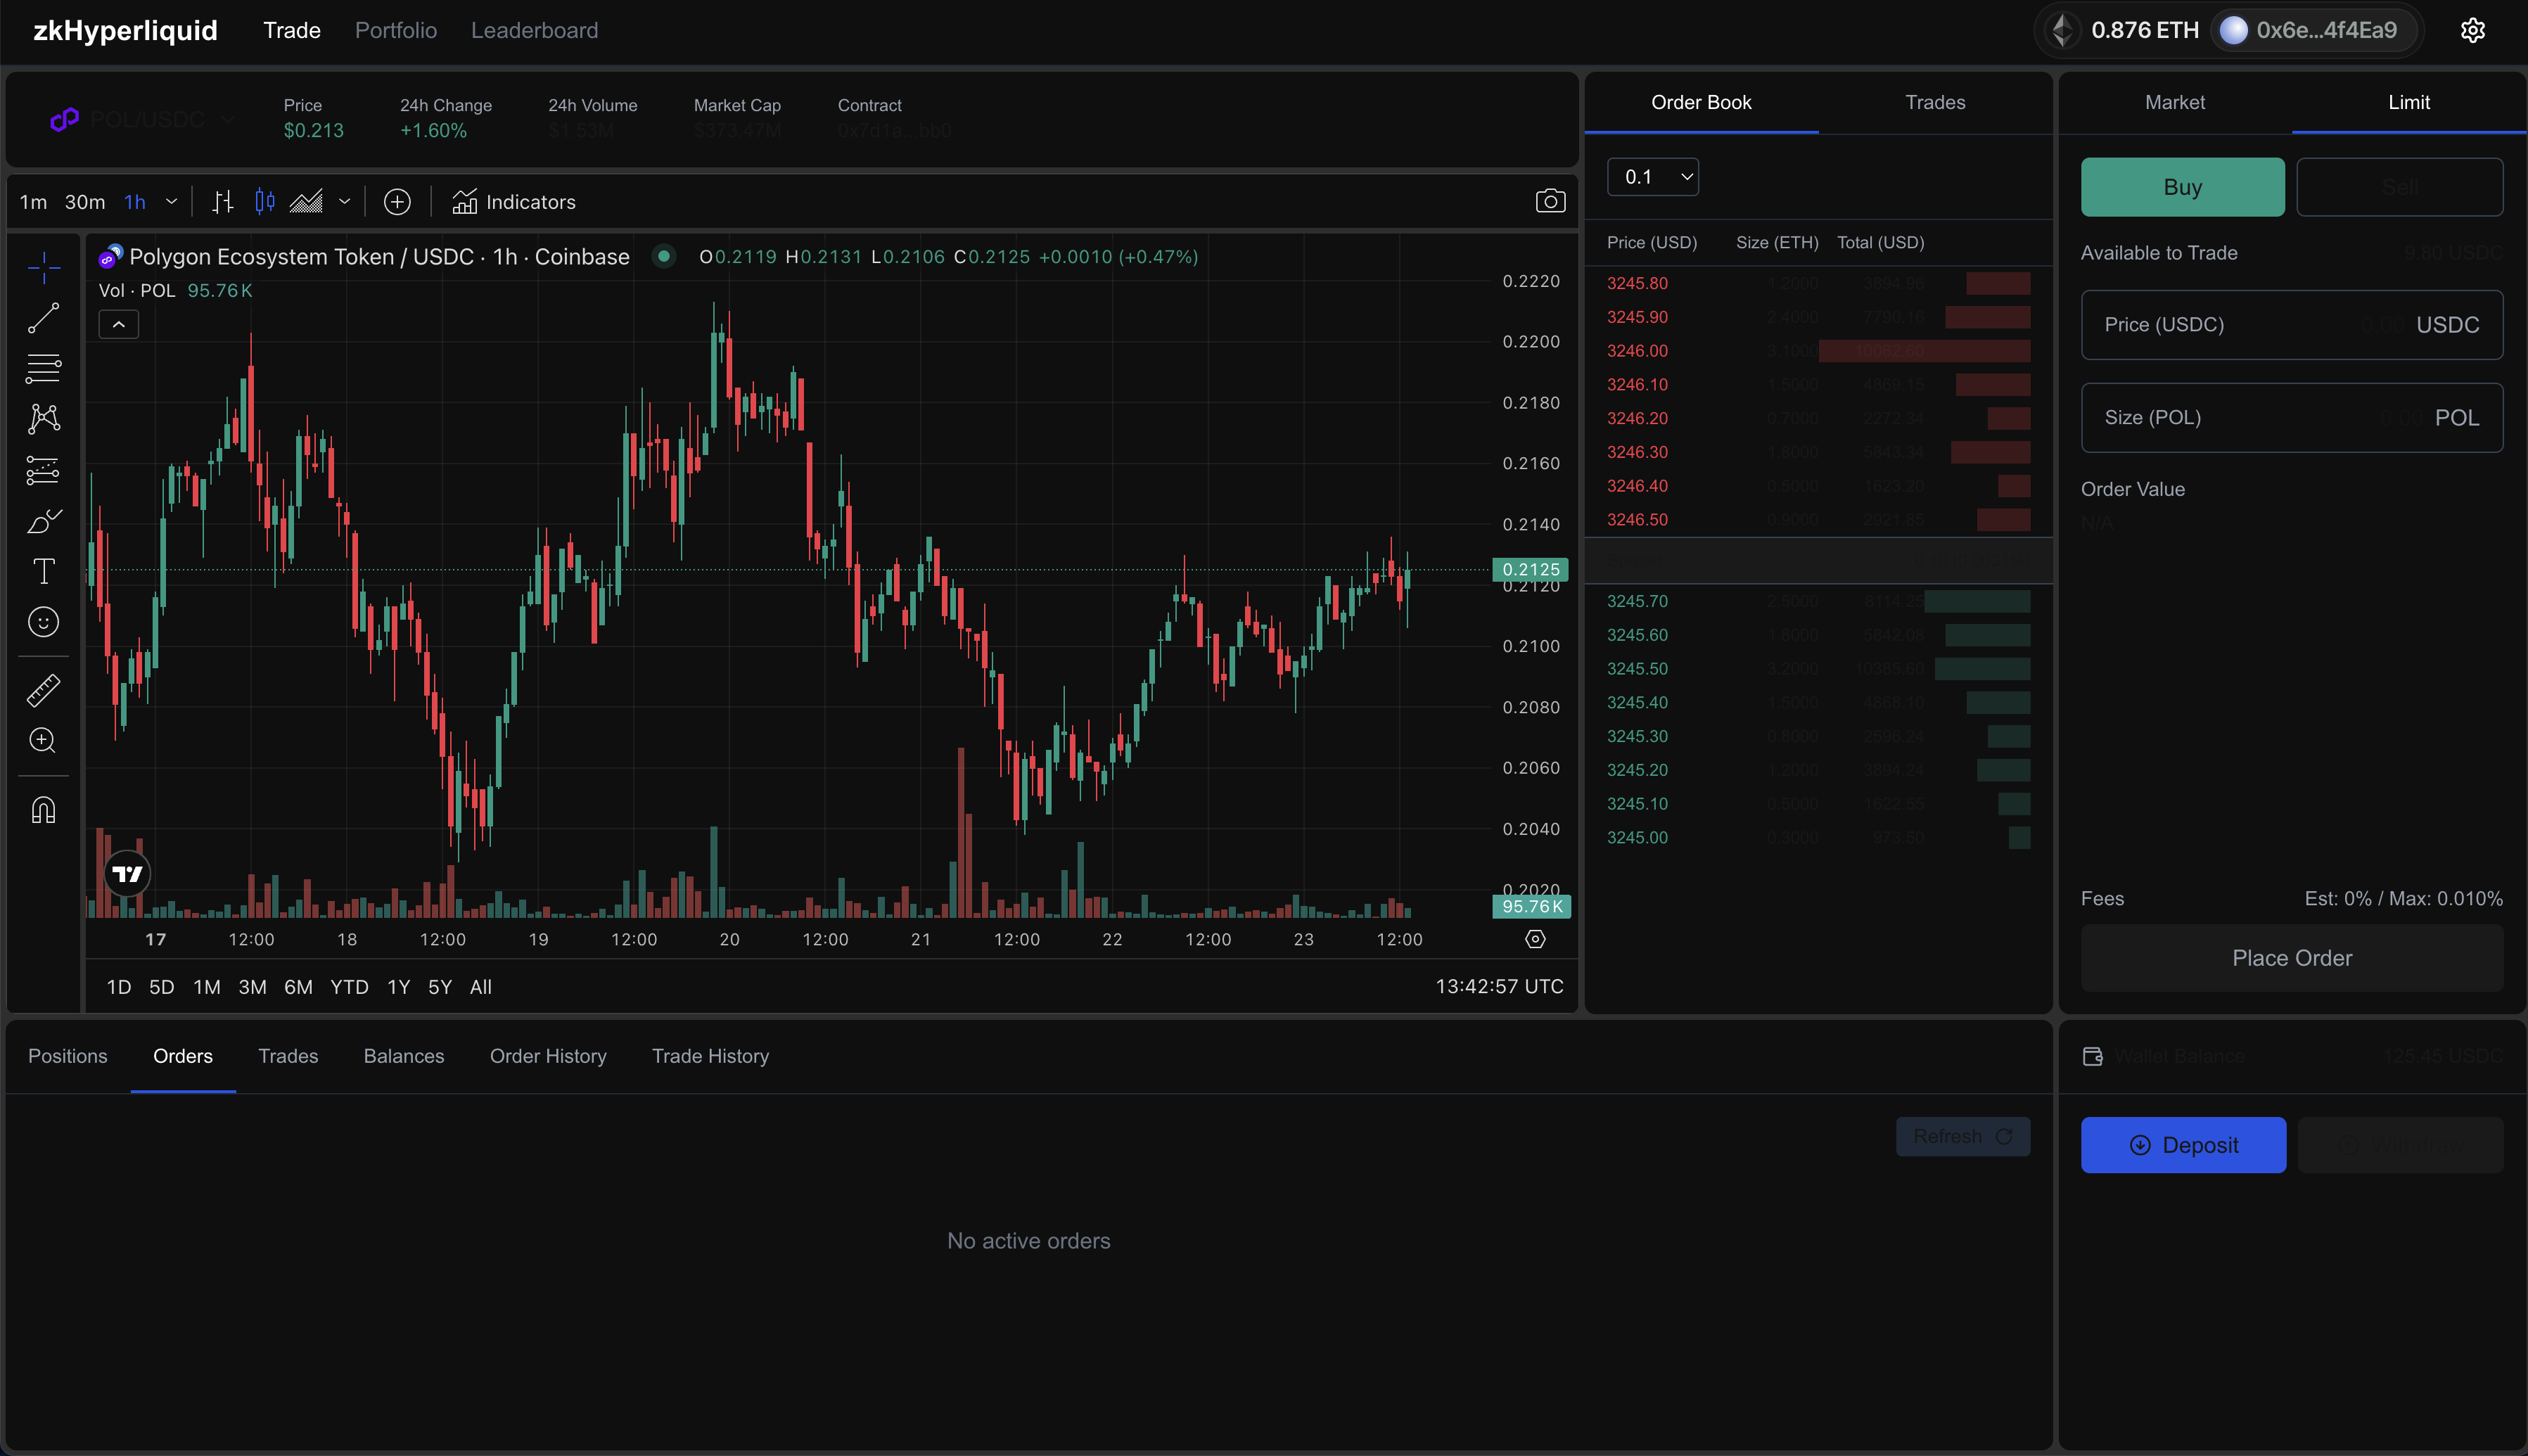 zkHyperliquid Trade Portfolio Leaderboard 0.876 ETH 0x6e...4f4Ea9
POL/USDC
Price 24h Change 24h Volume Market Cap Contract
$0.213 +1.60% $1.53M $373.47M 0x7d1a...bb0
1m 30m 1h Indicators
Polygon Ecosystem Token / USDC · 1h · Coinbase O0.2119 H0.2131 L0.2106 C0.2125 +0.0010 (+0.47%)
Vol · POL 95.76K
0.2220
0.2200
0.2180
0.2160
0.2140
0.2125
0.2120
0.2100
0.2080
0.2060
0.2040
0.2020
95.76K
17 12:00 18 12:00 19 12:00 20 12:00 21 12:00 22 12:00 23 12:00
1D 5D 1M 3M 6M YTD 1Y 5Y All 13:42:57 UTC
Order Book Trades
0.1
Price (USD) Size (ETH) Total (USD)
3245.80 1.2000 3894.96
3245.90 2.4000 7790.16
3246.00 3.1000 10062.60
3246.10 1.5000 4869.15
3246.20 0.7000 2272.34
3246.30 1.8000 5843.34
3246.40 0.5000 1623.20
3246.50 0.9000 2921.85
3245.70 2.5000 8114.25
3245.60 1.8000 5842.08
3245.50 3.2000 10385.60
3245.40 1.5000 4868.10
3245.30 0.8000 2596.24
3245.20 1.2000 3894.24
3245.10 0.5000 1622.55
3245.00 0.3000 973.50
Market Limit
Buy Sell
Available to Trade 9.80 USDC
Price (USDC) 0.00 USDC
Size (POL) 0.00 POL
Order Value
N/A
Fees Est: 0% / Max: 0.010%
Place Order
Positions Orders Trades Balances Order History Trade History
Refresh
No active orders
Wallet Balance 125.45 USDC
Deposit